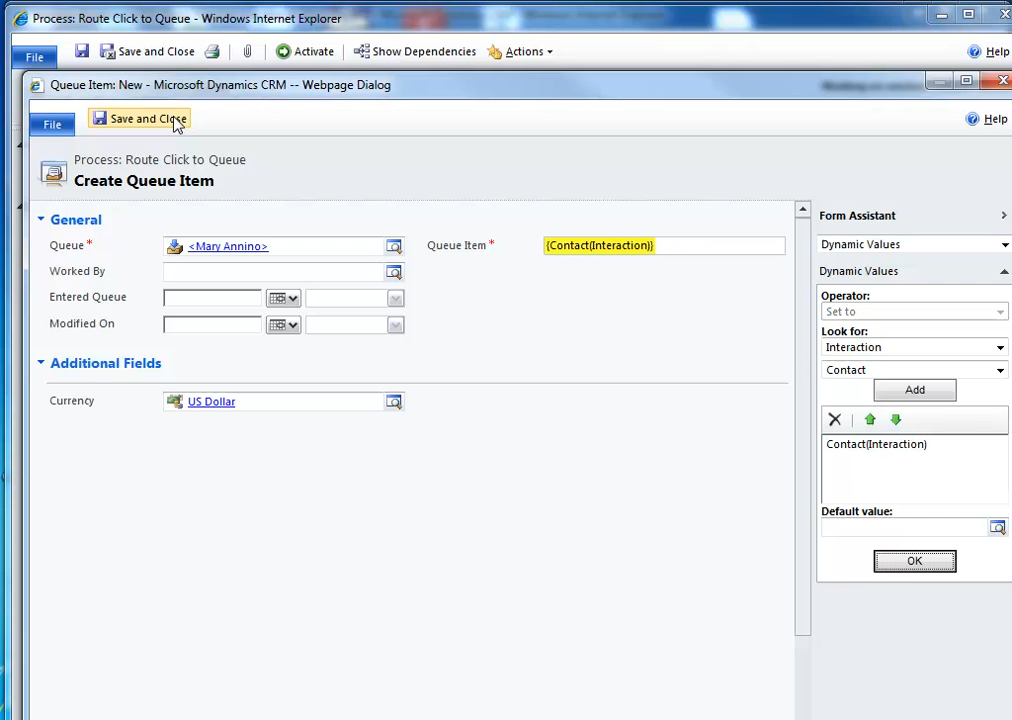 Process: Route Click to Queue - Windows Internet Explorer
File
Save and Close
Activate
Show Dependencies
Actions
Help
Queue Item: New - Microsoft Dynamics CRM -- Webpage Dialog
File
Save and Close
Help
Process: Route Click to Queue
Create Queue Item
General
Queue *
<Mary Annino>
Queue Item *
{Contact(Interaction)}
Worked By
Entered Queue
Modified On
Additional Fields
Currency
US Dollar
Form Assistant
Dynamic Values
Dynamic Values
Operator:
Set to
Look for:
Interaction
Contact
Add
Contact(Interaction)
Default value:
OK